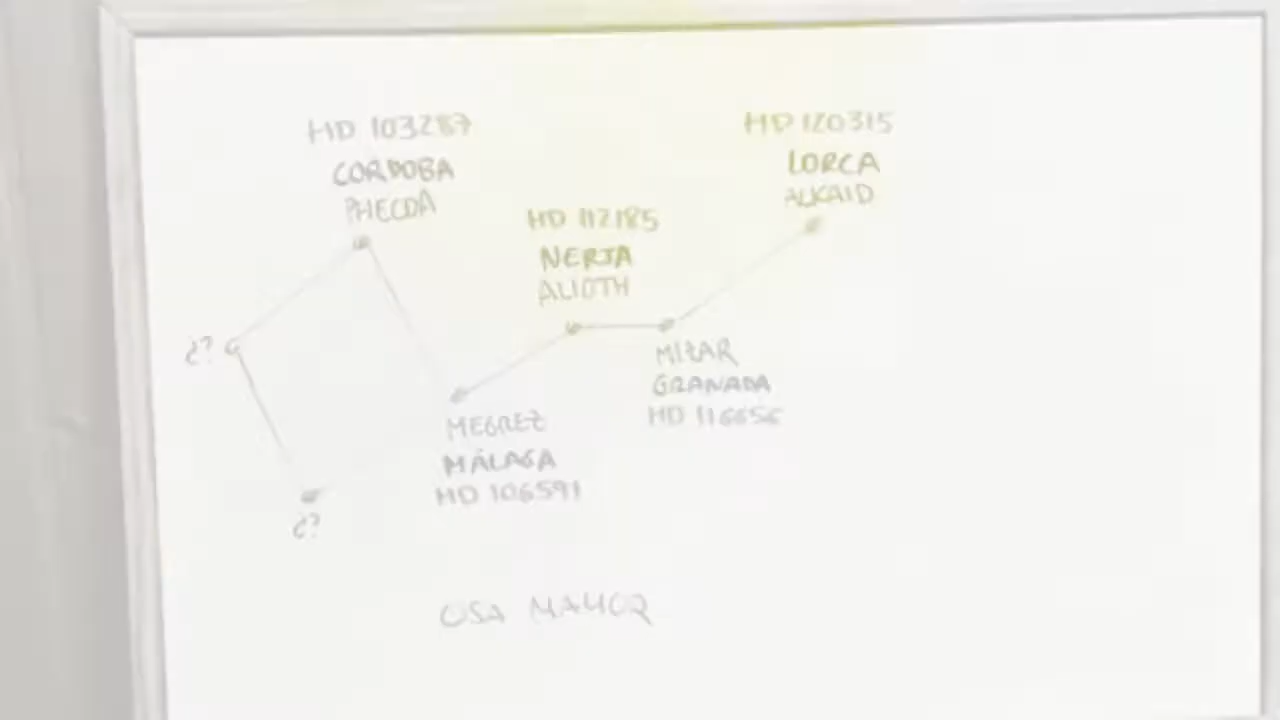 HD 103287
CORDOBA
PHECDA
HD 120315
LORCA
ALKAID
HD 112185
NERJA
ALIOTH
¿?
MIZAR
GRANADA
HD 116656
MEGREZ
MÁLAGA
HD 106591
¿?
OSA MAYOR